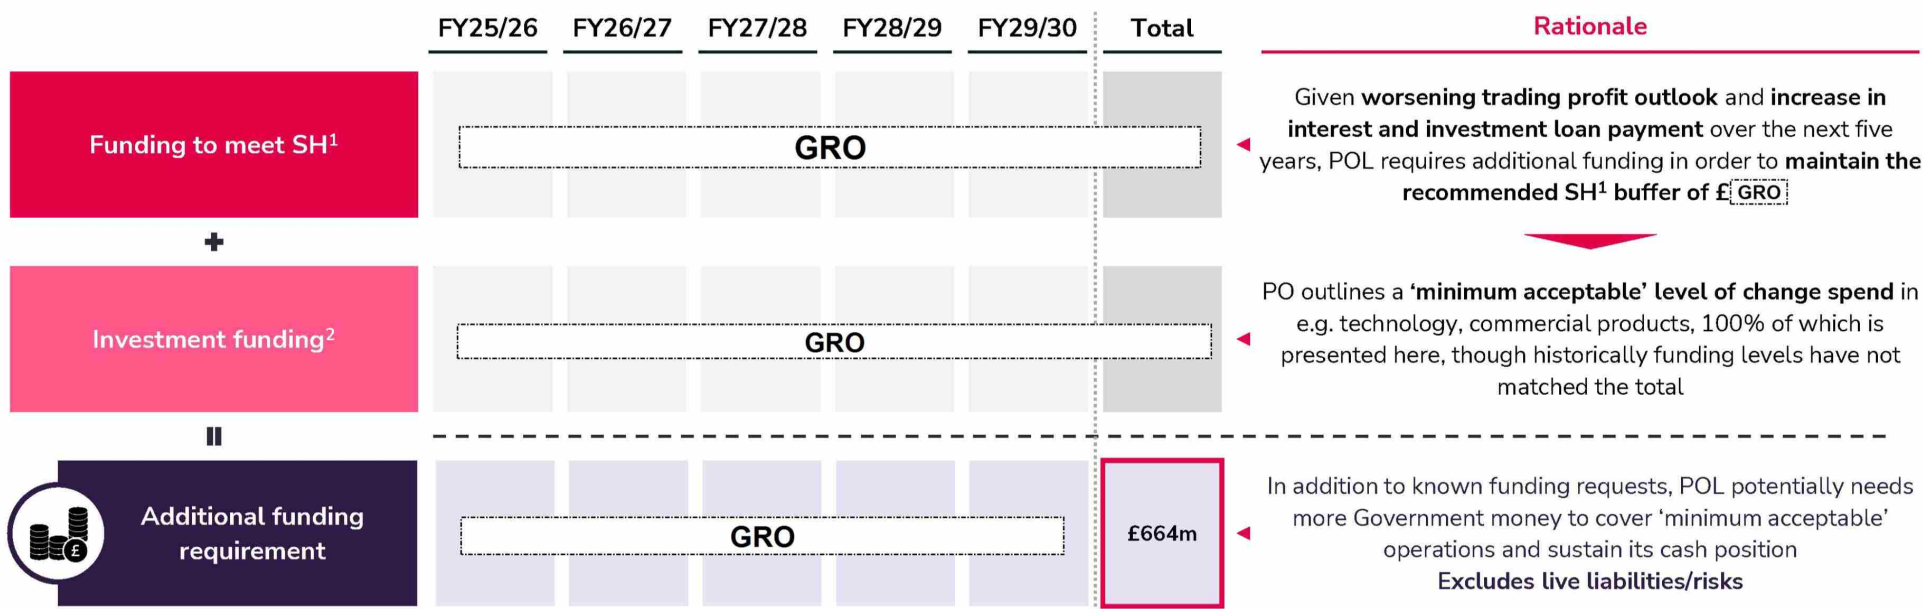 FY25/26 FY26/27 FY27/28 FY28/29 FY29/30 Total Rationale
Funding to meet SH¹
GRO
Given worsening trading profit outlook and increase in
interest and investment loan payment over the next five
years, POL requires additional funding in order to maintain the
recommended SH¹ buffer of £ GRO
Investment funding²
GRO
PO outlines a ‘minimum acceptable’ level of change spend in
e.g. technology, commercial products, 100% of which is
presented here, though historically funding levels have not
matched the total
£
Additional funding
requirement
GRO
£664m
In addition to known funding requests, POL potentially needs
more Government money to cover ‘minimum acceptable’
operations and sustain its cash position
Excludes live liabilities/risks